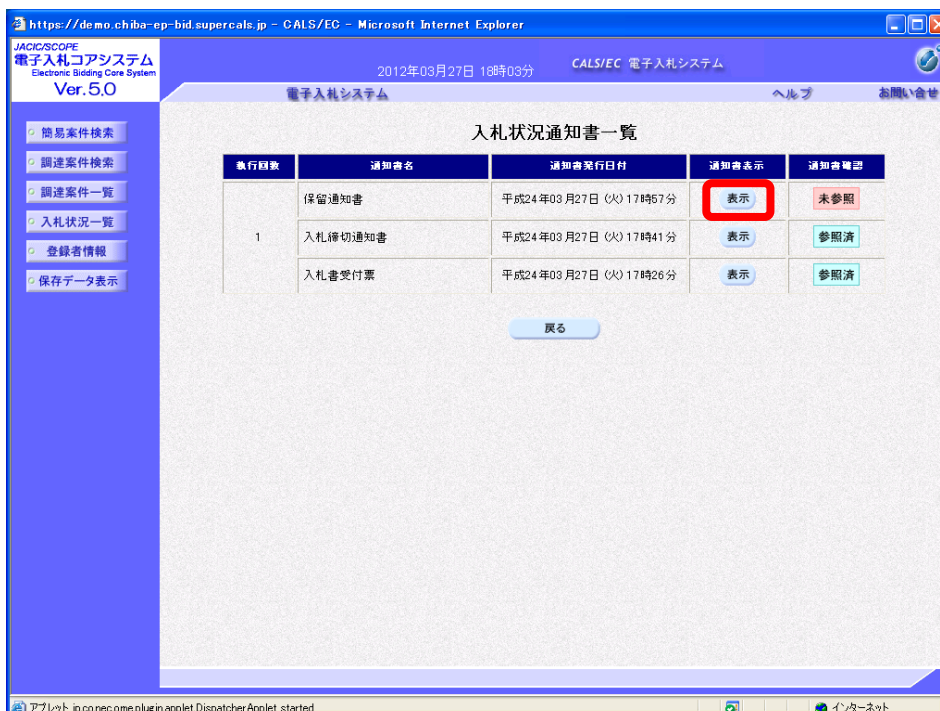 https://demo.chiba-ep-bid.supercals.jp - CALS/EC - Microsoft Internet Explorer
JACIC/SCOPE
電子入札コアシステム
Electronic Bidding Core System
Ver.5.0
2012年03月27日 18時03分
CALS/EC 電子入札システム
電子入札システム
ヘルプ
お問い合せ
簡易案件検索
調達案件検索
調達案件一覧
入札状況一覧
登録者情報
保存データ表示
入札状況通知書一覧
執行回数 通知書名 通知書発行日付 通知書表示 通知書確認
保留通知書 平成24年03月27日 (火) 17時57分 表示 未参照
1 入札締切通知書 平成24年03月27日 (火) 17時41分 表示 参照済
入札書受付票 平成24年03月27日 (火) 17時26分 表示 参照済
戻る
アプレット jp.co.nec.ome.plugin.applet.DispatcherApplet started
インターネット